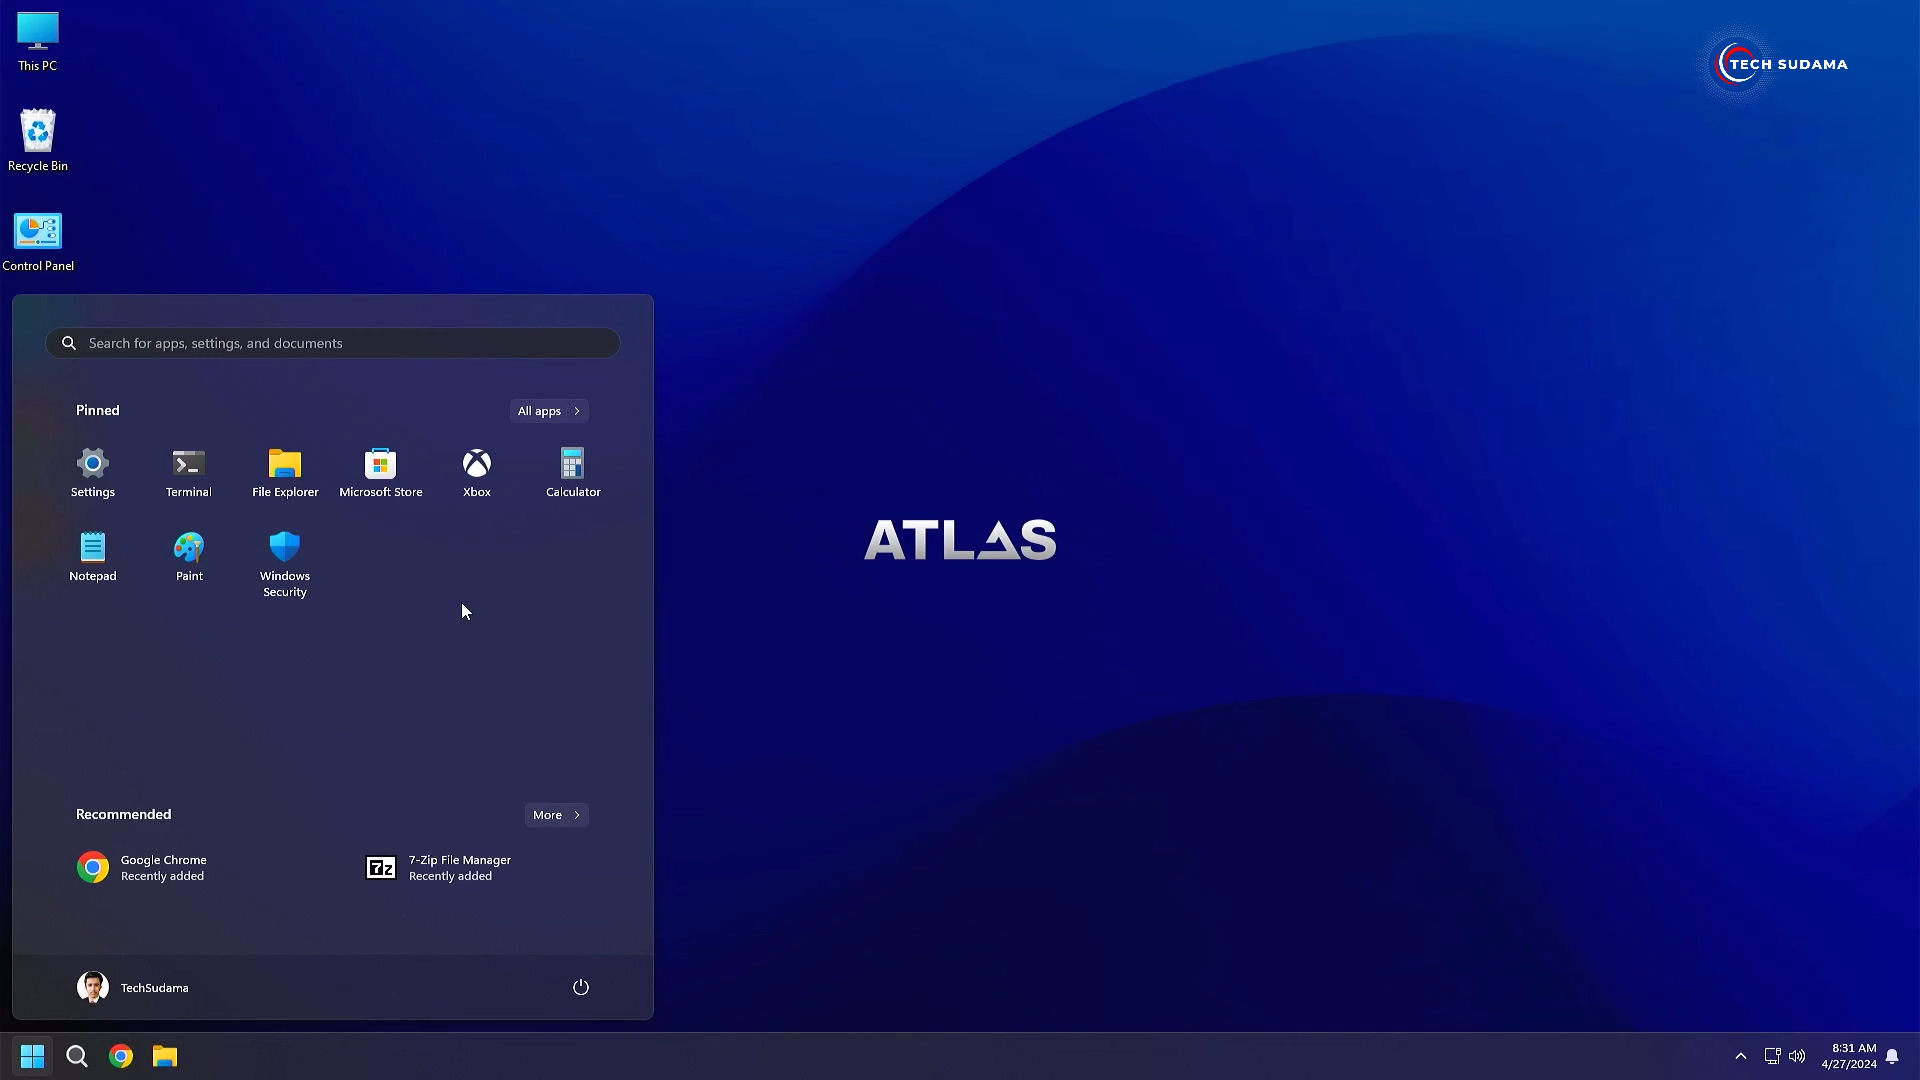 This PC
TECH SUDAMA
Recycle Bin
Control Panel
Search for apps, settings, and documents
Pinned
All apps
Settings
Terminal
File Explorer
Microsoft Store
Xbox
Calculator
Notepad
Paint
Windows
Security
ATLAS
Recommended
More
Google Chrome
Recently added
7z
7-Zip File Manager
Recently added
TechSudama
8:31 AM
4/27/2024